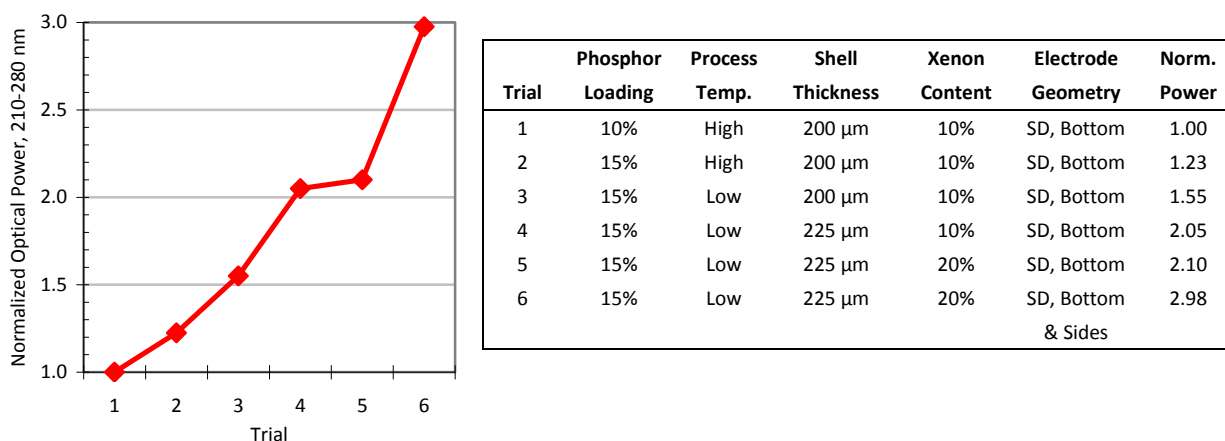 3.0
2.5
2.0
1.5
1.0
Normalized Optical Power, 210-280 nm
1 2 3 4 5 6
Trial
Phosphor Process Shell Xenon Electrode Norm.
Trial Loading Temp. Thickness Content Geometry Power
1 10% High 200 µm 10% SD, Bottom 1.00
2 15% High 200 µm 10% SD, Bottom 1.23
3 15% Low 200 µm 10% SD, Bottom 1.55
4 15% Low 225 µm 10% SD, Bottom 2.05
5 15% Low 225 µm 20% SD, Bottom 2.10
6 15% Low 225 µm 20% SD, Bottom 2.98
& Sides